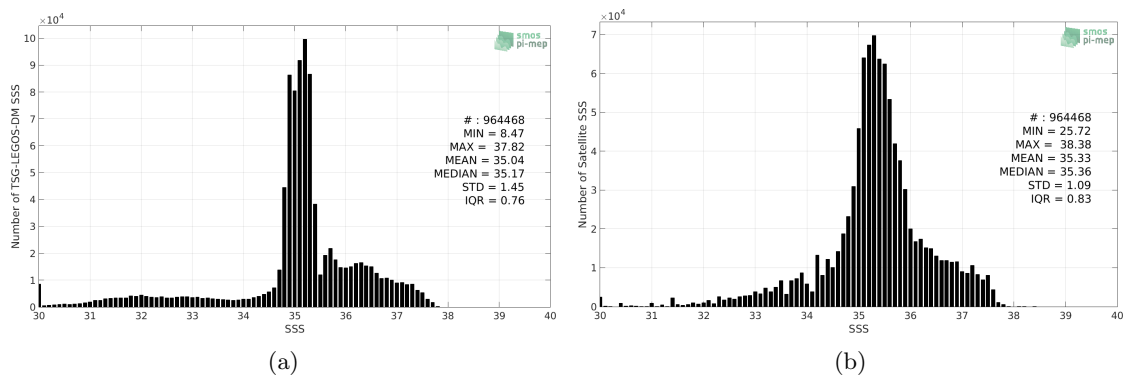 ×10⁴
10
9
8
7
6
5
4
3
2
1
0
Number of TSG-LEGOS-DM SSS
smos
pi-mep
# : 964468
MIN = 8.47
MAX = 37.82
MEAN = 35.04
MEDIAN = 35.17
STD = 1.45
IQR = 0.76
30 31 32 33 34 35 36 37 38 39 40
SSS
(a)
×10⁴
7
6
5
4
3
2
1
0
Number of Satellite SSS
smos
pi-mep
# : 964468
MIN = 25.72
MAX = 38.38
MEAN = 35.33
MEDIAN = 35.36
STD = 1.09
IQR = 0.83
30 31 32 33 34 35 36 37 38 39 40
SSS
(b)